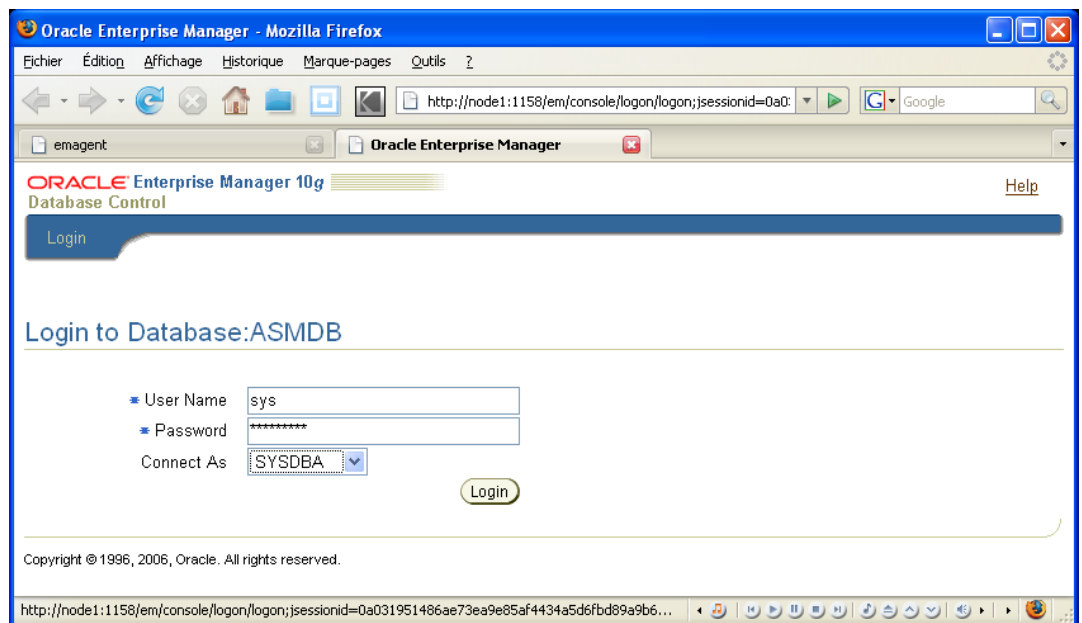 Oracle Enterprise Manager - Mozilla Firefox
Fichier Édition Affichage Historique Marque-pages Outils ?
http://node1:1158/em/console/logon/logon;jsessionid=0a0: G Google
emagent Oracle Enterprise Manager
ORACLE Enterprise Manager 10g Help
Database Control
Login
Login to Database:ASMDB
* User Name sys
* Password *********
Connect As SYSDBA
Login
Copyright © 1996, 2006, Oracle. All rights reserved.
http://node1:1158/em/console/logon/logon;jsessionid=0a031951486ae73ea9e85af4434a5d6fbd89a9b6...